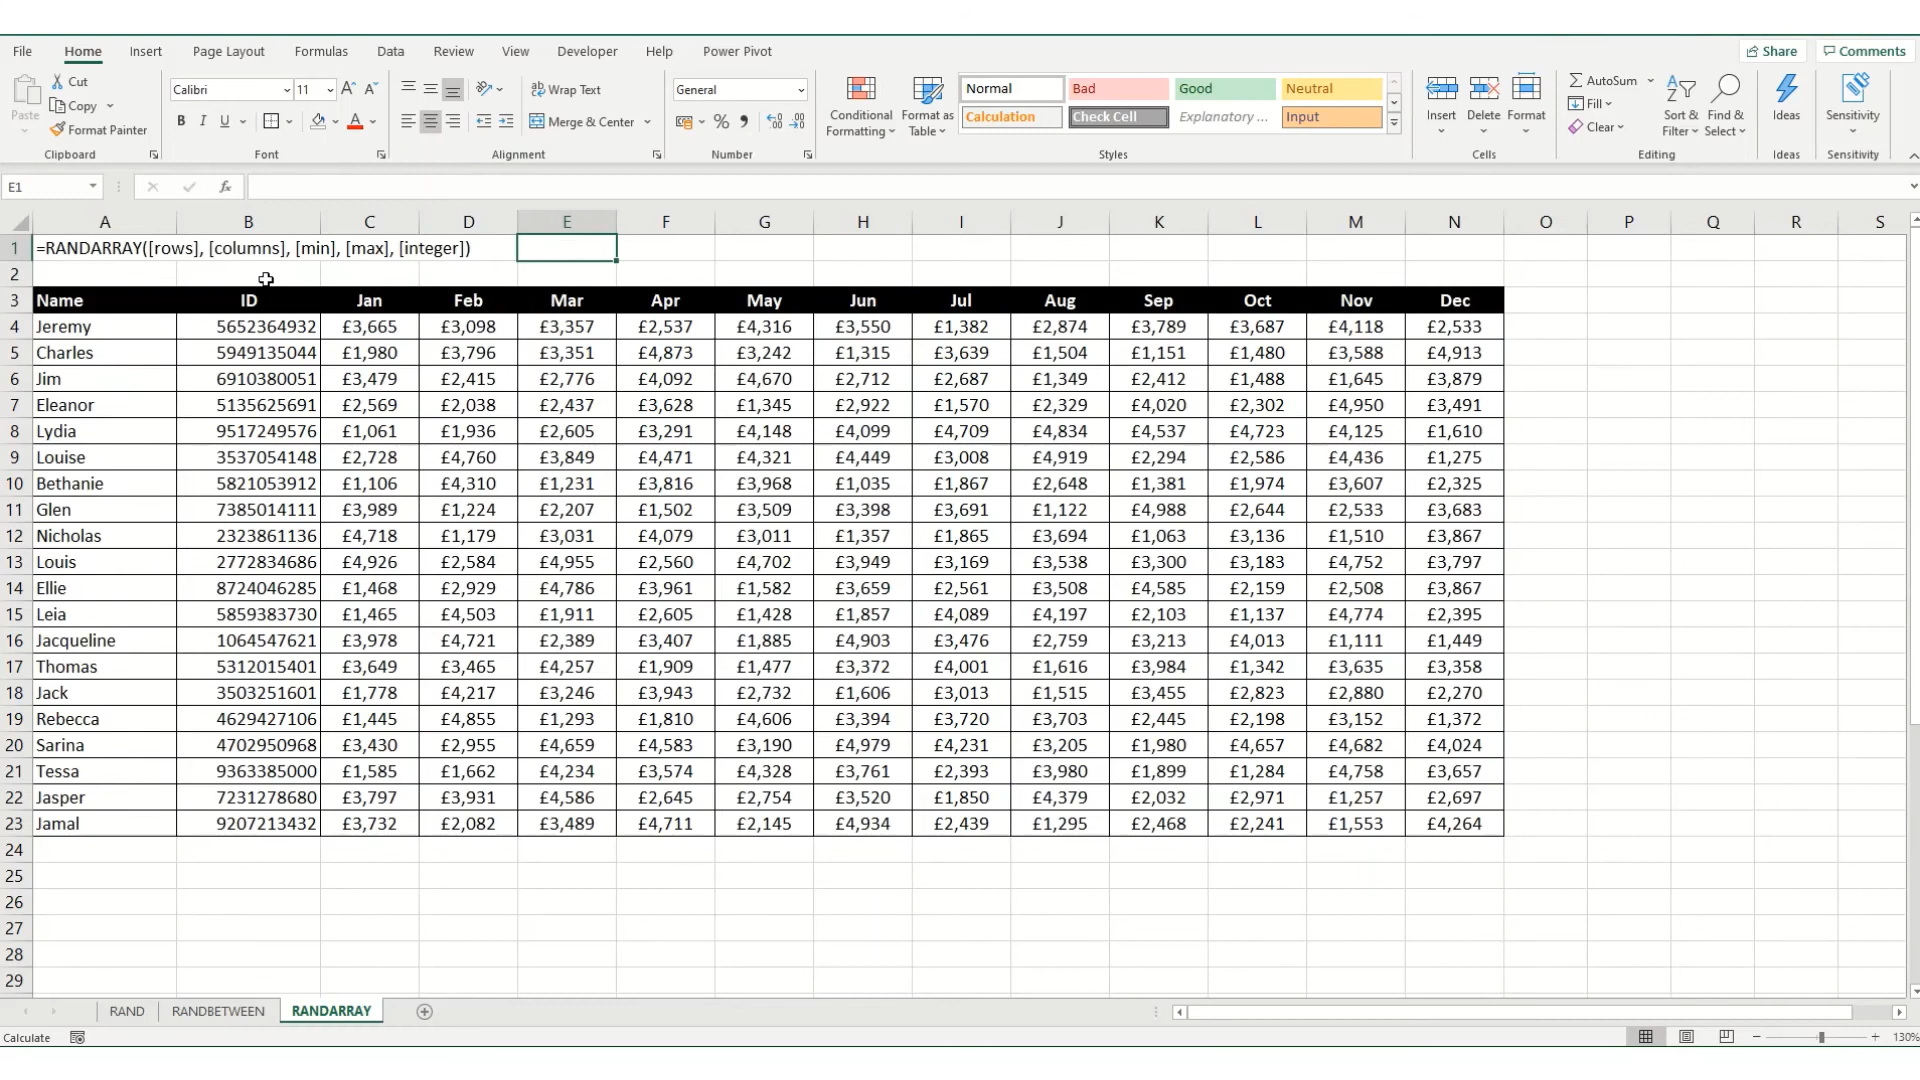 File Home Insert Page Layout Formulas Data Review View Developer Help Power Pivot Share Comments
Paste Cut Copy Format Painter Clipboard
Calibri 11 A A B I U A Font
Wrap Text Merge & Center Alignment
General % Number
Conditional Formatting Format as Table
Normal Bad Good Neutral
Calculation Check Cell Explanatory ... Input
Styles
Insert Delete Format Cells
AutoSum Fill Clear Sort & Filter Find & Select Editing
Ideas Ideas
Sensitivity Sensitivity
E1 fx
A B C D E F G H I J K L M N O P Q R S
1 =RANDARRAY([rows], [columns], [min], [max], [integer])
2
3 Name ID Jan Feb Mar Apr May Jun Jul Aug Sep Oct Nov Dec
4 Jeremy 5652364932 £3,665 £3,098 £3,357 £2,537 £4,316 £3,550 £1,382 £2,874 £3,789 £3,687 £4,118 £2,533
5 Charles 5949135044 £1,980 £3,796 £3,351 £4,873 £3,242 £1,315 £3,639 £1,504 £1,151 £1,480 £3,588 £4,913
6 Jim 6910380051 £3,479 £2,415 £2,776 £4,092 £4,670 £2,712 £2,687 £1,349 £2,412 £1,488 £1,645 £3,879
7 Eleanor 5135625691 £2,569 £2,038 £2,437 £3,628 £1,345 £2,922 £1,570 £2,329 £4,020 £2,302 £4,950 £3,491
8 Lydia 9517249576 £1,061 £1,936 £2,605 £3,291 £4,148 £4,099 £4,709 £4,834 £4,537 £4,723 £4,125 £1,610
9 Louise 3537054148 £2,728 £4,760 £3,849 £4,471 £4,321 £4,449 £3,008 £4,919 £2,294 £2,586 £4,436 £1,275
10 Bethanie 5821053912 £1,106 £4,310 £1,231 £3,816 £3,968 £1,035 £1,867 £2,648 £1,381 £1,974 £3,607 £2,325
11 Glen 7385014111 £3,989 £1,224 £2,207 £1,502 £3,509 £3,398 £3,691 £1,122 £4,988 £2,644 £2,533 £3,683
12 Nicholas 2323861136 £4,718 £1,179 £3,031 £4,079 £3,011 £1,357 £1,865 £3,694 £1,063 £3,136 £1,510 £3,867
13 Louis 2772834686 £4,926 £2,584 £4,955 £2,560 £4,702 £3,949 £3,169 £3,538 £3,300 £3,183 £4,752 £3,797
14 Ellie 8724046285 £1,468 £2,929 £4,786 £3,961 £1,582 £3,659 £2,561 £3,508 £4,585 £2,159 £2,508 £3,867
15 Leia 5859383730 £1,465 £4,503 £1,911 £2,605 £1,428 £1,857 £4,089 £4,197 £2,103 £1,137 £4,774 £2,395
16 Jacqueline 1064547621 £3,978 £4,721 £2,389 £3,407 £1,885 £4,903 £3,476 £2,759 £3,213 £4,013 £1,111 £1,449
17 Thomas 5312015401 £3,649 £3,465 £4,257 £1,909 £1,477 £3,372 £4,001 £1,616 £3,984 £1,342 £3,635 £3,358
18 Jack 3503251601 £1,778 £4,217 £3,246 £3,943 £2,732 £1,606 £3,013 £1,515 £3,455 £2,823 £2,880 £2,270
19 Rebecca 4629427106 £1,445 £4,855 £1,293 £1,810 £4,606 £3,394 £3,720 £3,703 £2,445 £2,198 £3,152 £1,372
20 Sarina 4702950968 £3,430 £2,955 £4,659 £4,583 £3,190 £4,979 £4,231 £3,205 £1,980 £4,657 £4,682 £4,024
21 Tessa 9363385000 £1,585 £1,662 £4,234 £3,574 £4,328 £3,761 £2,393 £3,980 £1,899 £1,284 £4,758 £3,657
22 Jasper 7231278680 £3,797 £3,931 £4,586 £2,645 £2,754 £3,520 £1,850 £4,379 £2,032 £2,971 £1,257 £2,697
23 Jamal 9207213432 £3,732 £2,082 £3,489 £4,711 £2,145 £4,934 £2,439 £1,295 £2,468 £2,241 £1,553 £4,264
24
25
26
27
28
29
RAND RANDBETWEEN RANDARRAY
Calculate 130%